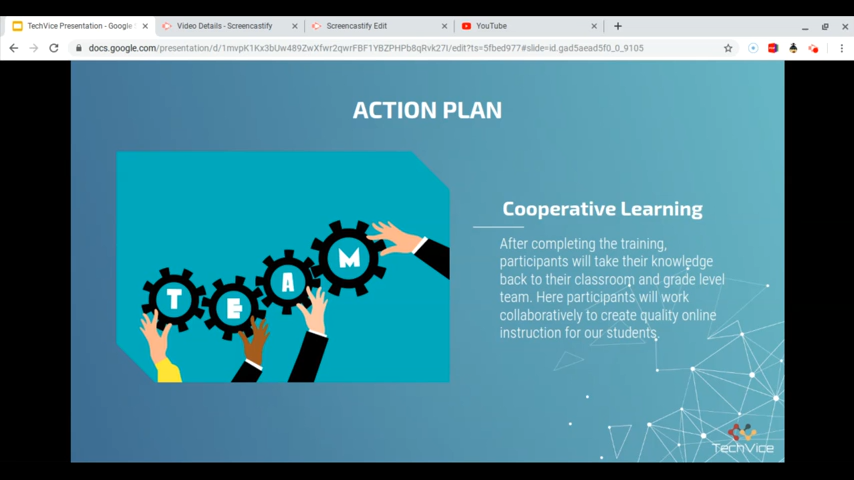 TechVice Presentation - Google
Video Details - Screencastify
Screencastify Edit
YouTube
docs.google.com/presentation/d/1mvpK1Kx3bUw489ZwXfwr2qwrFBF1YBZPHPb8qRvk27I/edit?ts=5fbed977#slide=id.gad5aead5f0_0_9105
ACTION PLAN
T E A M
Cooperative Learning
After completing the training,
participants will take their knowledge
back to their classroom and grade level
team. Here participants will work
collaboratively to create quality online
instruction for our students.
TechVice